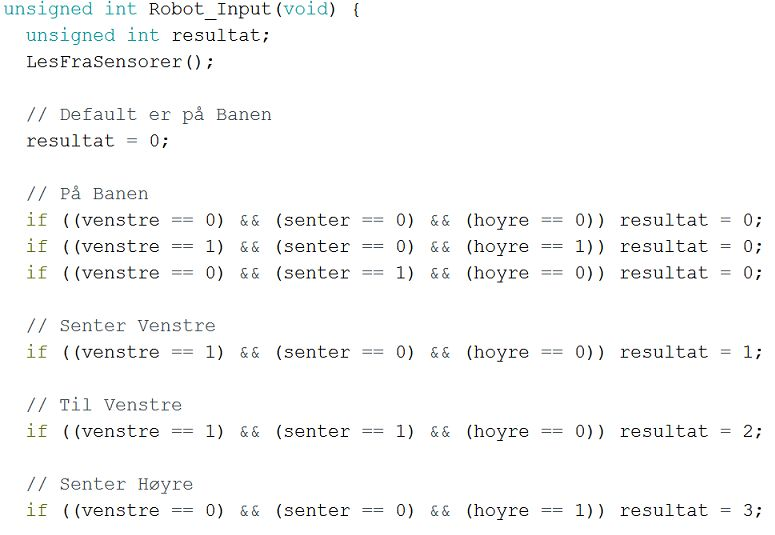 unsigned int Robot_Input(void) {
unsigned int resultat;
LesFraSensorer();
// Default er på Banen
resultat = 0;
// På Banen
if ((venstre == 0) && (senter == 0) && (hoyre == 0)) resultat = 0;
if ((venstre == 1) && (senter == 0) && (hoyre == 1)) resultat = 0;
if ((venstre == 0) && (senter == 1) && (hoyre == 0)) resultat = 0;
// Senter Venstre
if ((venstre == 1) && (senter == 0) && (hoyre == 0)) resultat = 1;
// Til Venstre
if ((venstre == 1) && (senter == 1) && (hoyre == 0)) resultat = 2;
// Senter Høyre
if ((venstre == 0) && (senter == 0) && (hoyre == 1)) resultat = 3;